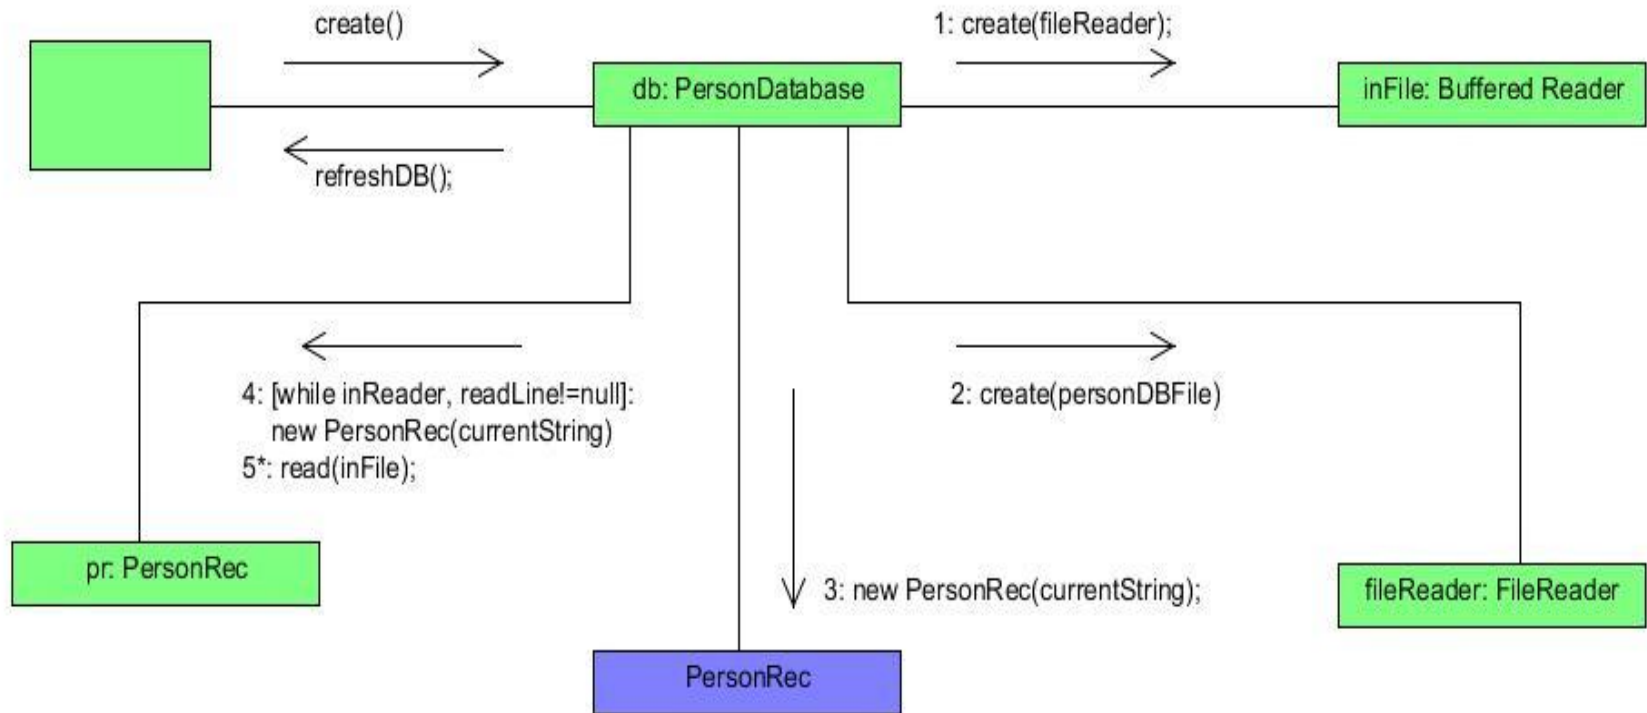 create()
1: create(fileReader);
db: PersonDatabase
inFile: Buffered Reader
refreshDB();
4: [while inReader, readLine!=null]:
new PersonRec(currentString)
5*: read(inFile);
2: create(personDBFile)
pr: PersonRec
3: new PersonRec(currentString);
fileReader: FileReader
PersonRec